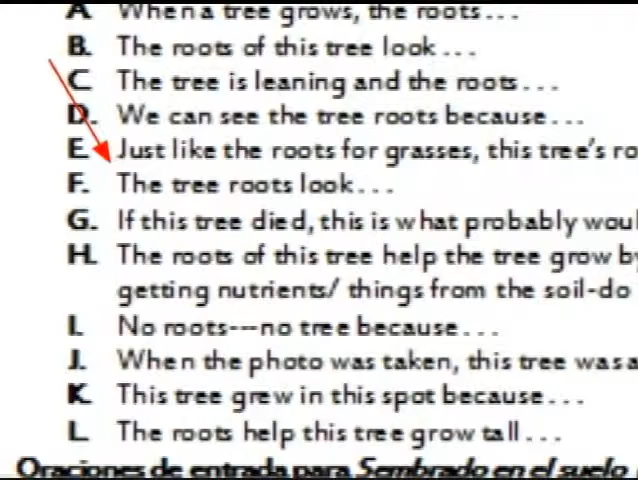 A. When a tree grows, the roots...
B. The roots of this tree look...
C. The tree is leaning and the roots...
D. We can see the tree roots because...
E. Just like the roots for grasses, this tree's ro
F. The tree roots look...
G. If this tree died, this is what probably woul
H. The roots of this tree help the tree grow by
getting nutrients/ things from the soil-do
I. No roots---no tree because...
J. When the photo was taken, this tree was a
K. This tree grew in this spot because...
L. The roots help this tree grow tall...
Oraciones de entrada para Sembrado en el suelo